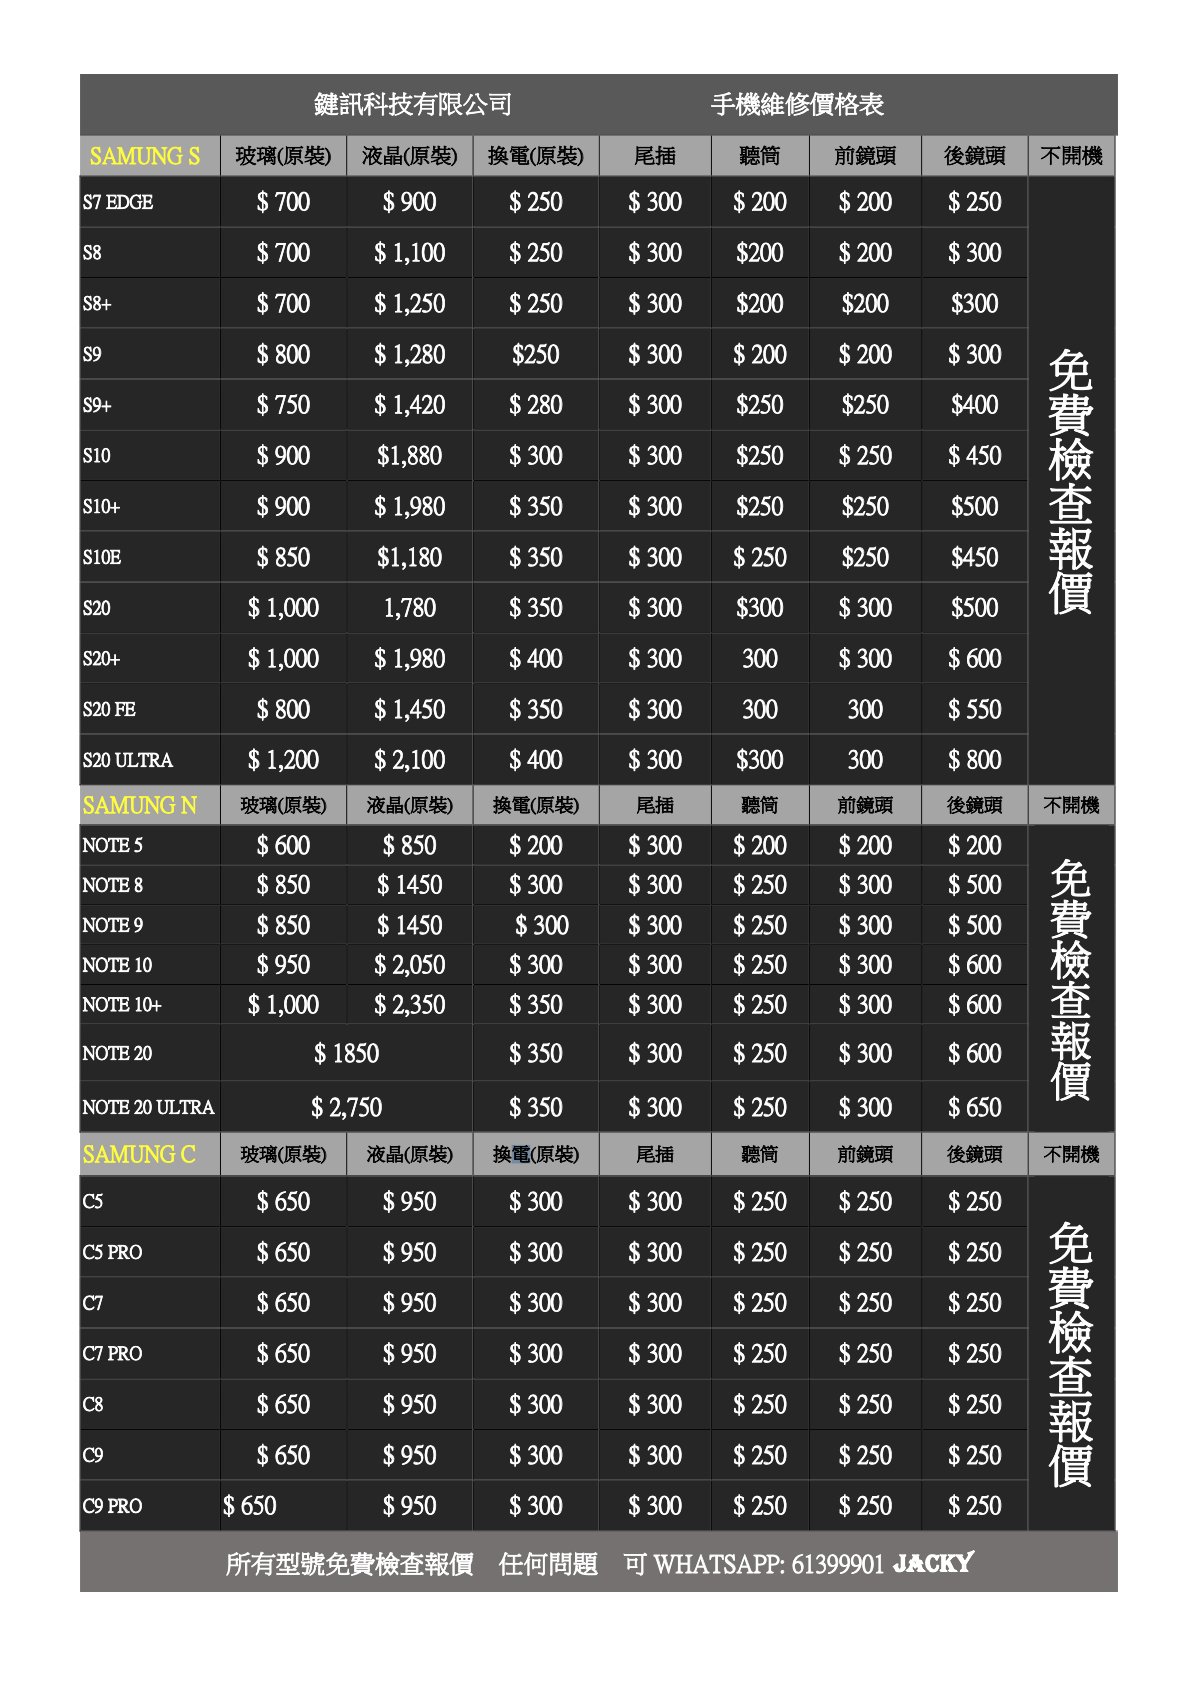 鍵訊科技有限公司 手機維修價格表
SAMUNG S 玻璃(原裝) 液晶(原裝) 換電(原裝) 尾插 聽筒 前鏡頭 後鏡頭 不開機
S7 EDGE $ 700 $ 900 $ 250 $ 300 $ 200 $ 200 $ 250
S8 $ 700 $ 1,100 $ 250 $ 300 $200 $ 200 $ 300
S8+ $ 700 $ 1,250 $ 250 $ 300 $200 $200 $300
S9 $ 800 $ 1,280 $250 $ 300 $ 200 $ 200 $ 300
S9+ $ 750 $ 1,420 $ 280 $ 300 $250 $250 $400
S10 $ 900 $1,880 $ 300 $ 300 $250 $ 250 $ 450
S10+ $ 900 $ 1,980 $ 350 $ 300 $250 $250 $500
S10E $ 850 $1,180 $ 350 $ 300 $ 250 $250 $450
S20 $ 1,000 1,780 $ 350 $ 300 $300 $ 300 $500
S20+ $ 1,000 $ 1,980 $ 400 $ 300 300 $ 300 $ 600
S20 FE $ 800 $ 1,450 $ 350 $ 300 300 300 $ 550
S20 ULTRA $ 1,200 $ 2,100 $ 400 $ 300 $300 300 $ 800
免費檢查報價
SAMUNG N 玻璃(原裝) 液晶(原裝) 換電(原裝) 尾插 聽筒 前鏡頭 後鏡頭 不開機
NOTE 5 $ 600 $ 850 $ 200 $ 300 $ 200 $ 200 $ 200
NOTE 8 $ 850 $ 1450 $ 300 $ 300 $ 250 $ 300 $ 500
NOTE 9 $ 850 $ 1450 $ 300 $ 300 $ 250 $ 300 $ 500
NOTE 10 $ 950 $ 2,050 $ 300 $ 300 $ 250 $ 300 $ 600
NOTE 10+ $ 1,000 $ 2,350 $ 350 $ 300 $ 250 $ 300 $ 600
NOTE 20 $ 1850 $ 350 $ 300 $ 250 $ 300 $ 600
NOTE 20 ULTRA $ 2,750 $ 350 $ 300 $ 250 $ 300 $ 650
免費檢查報價
SAMUNG C 玻璃(原裝) 液晶(原裝) 換電(原裝) 尾插 聽筒 前鏡頭 後鏡頭 不開機
C5 $ 650 $ 950 $ 300 $ 300 $ 250 $ 250 $ 250
C5 PRO $ 650 $ 950 $ 300 $ 300 $ 250 $ 250 $ 250
C7 $ 650 $ 950 $ 300 $ 300 $ 250 $ 250 $ 250
C7 PRO $ 650 $ 950 $ 300 $ 300 $ 250 $ 250 $ 250
C8 $ 650 $ 950 $ 300 $ 300 $ 250 $ 250 $ 250
C9 $ 650 $ 950 $ 300 $ 300 $ 250 $ 250 $ 250
C9 PRO $ 650 $ 950 $ 300 $ 300 $ 250 $ 250 $ 250
免費檢查報價
所有型號免費檢查報價 任何問題 可 WHATSAPP: 61399901 JACKY